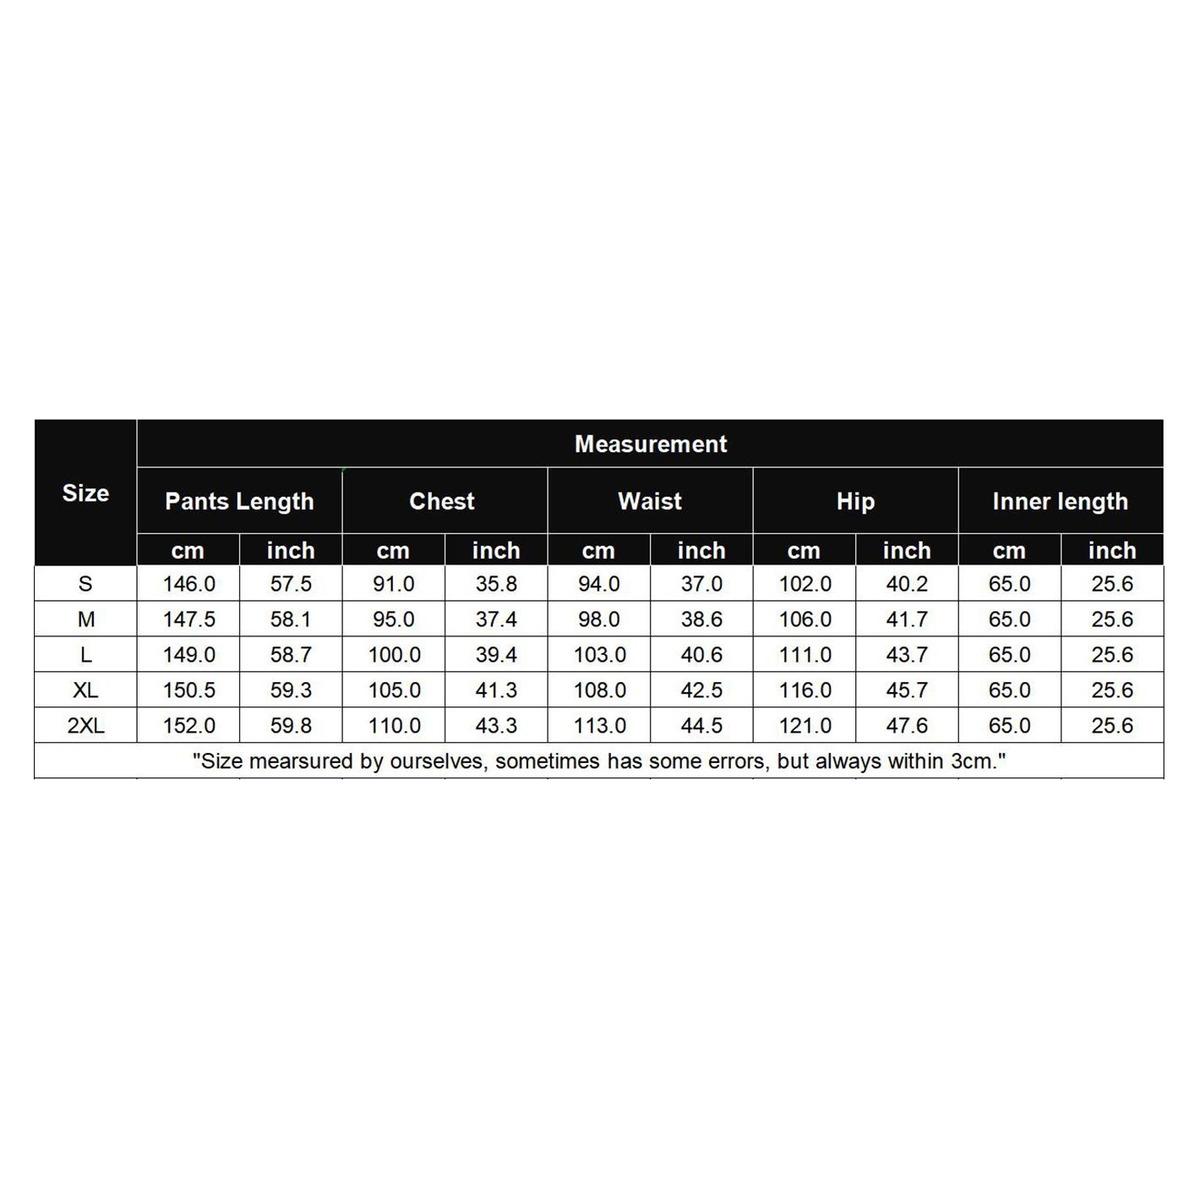 Size
Measurement
Pants Length Chest Waist Hip Inner length
cm inch cm inch cm inch cm inch cm inch
S 146.0 57.5 91.0 35.8 94.0 37.0 102.0 40.2 65.0 25.6
M 147.5 58.1 95.0 37.4 98.0 38.6 106.0 41.7 65.0 25.6
L 149.0 58.7 100.0 39.4 103.0 40.6 111.0 43.7 65.0 25.6
XL 150.5 59.3 105.0 41.3 108.0 42.5 116.0 45.7 65.0 25.6
2XL 152.0 59.8 110.0 43.3 113.0 44.5 121.0 47.6 65.0 25.6
"Size mearsured by ourselves, sometimes has some errors, but always within 3cm."